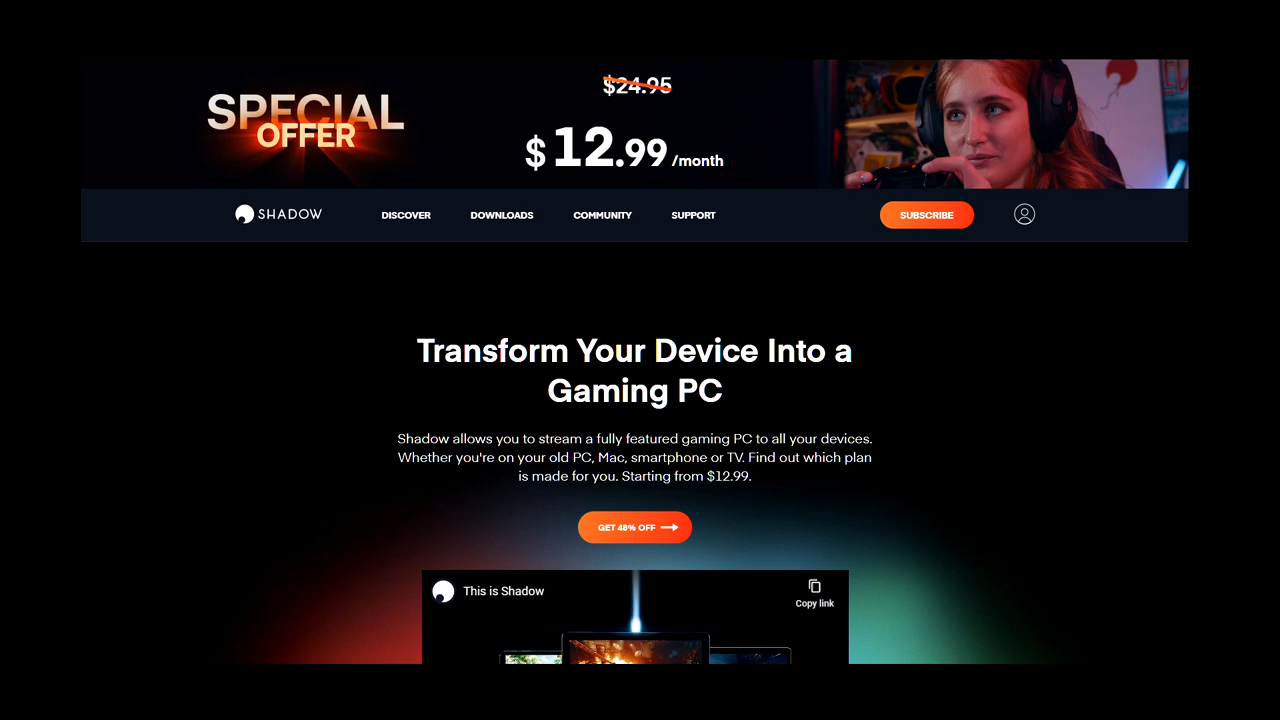 SPECIAL
OFFER
$24.95
$12.99 /month
SHADOW
DISCOVER
DOWNLOADS
COMMUNITY
SUPPORT
SUBSCRIBE
Transform Your Device Into a
Gaming PC
Shadow allows you to stream a fully featured gaming PC to all your devices.
Whether you're on your old PC, Mac, smartphone or TV. Find out which plan
is made for you. Starting from $12.99.
GET 48% OFF
This is Shadow
Copy link